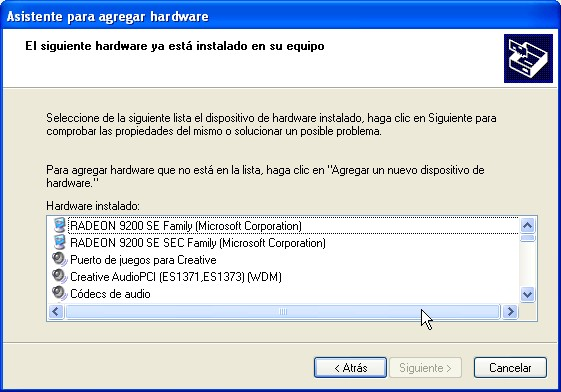 Asistente para agregar hardware
El siguiente hardware ya está instalado en su equipo
Seleccione de la siguiente lista el dispositivo de hardware instalado, haga clic en Siguiente para
comprobar las propiedades del mismo o solucionar un posible problema.
Para agregar hardware que no está en la lista, haga clic en "Agregar un nuevo dispositivo de
hardware."
Hardware instalado:
RADEON 9200 SE Family (Microsoft Corporation)
RADEON 9200 SE SEC Family (Microsoft Corporation)
Puerto de juegos para Creative
Creative AudioPCI (ES1371,ES1373) (WDM)
Códecs de audio
< Atrás
Siguiente >
Cancelar